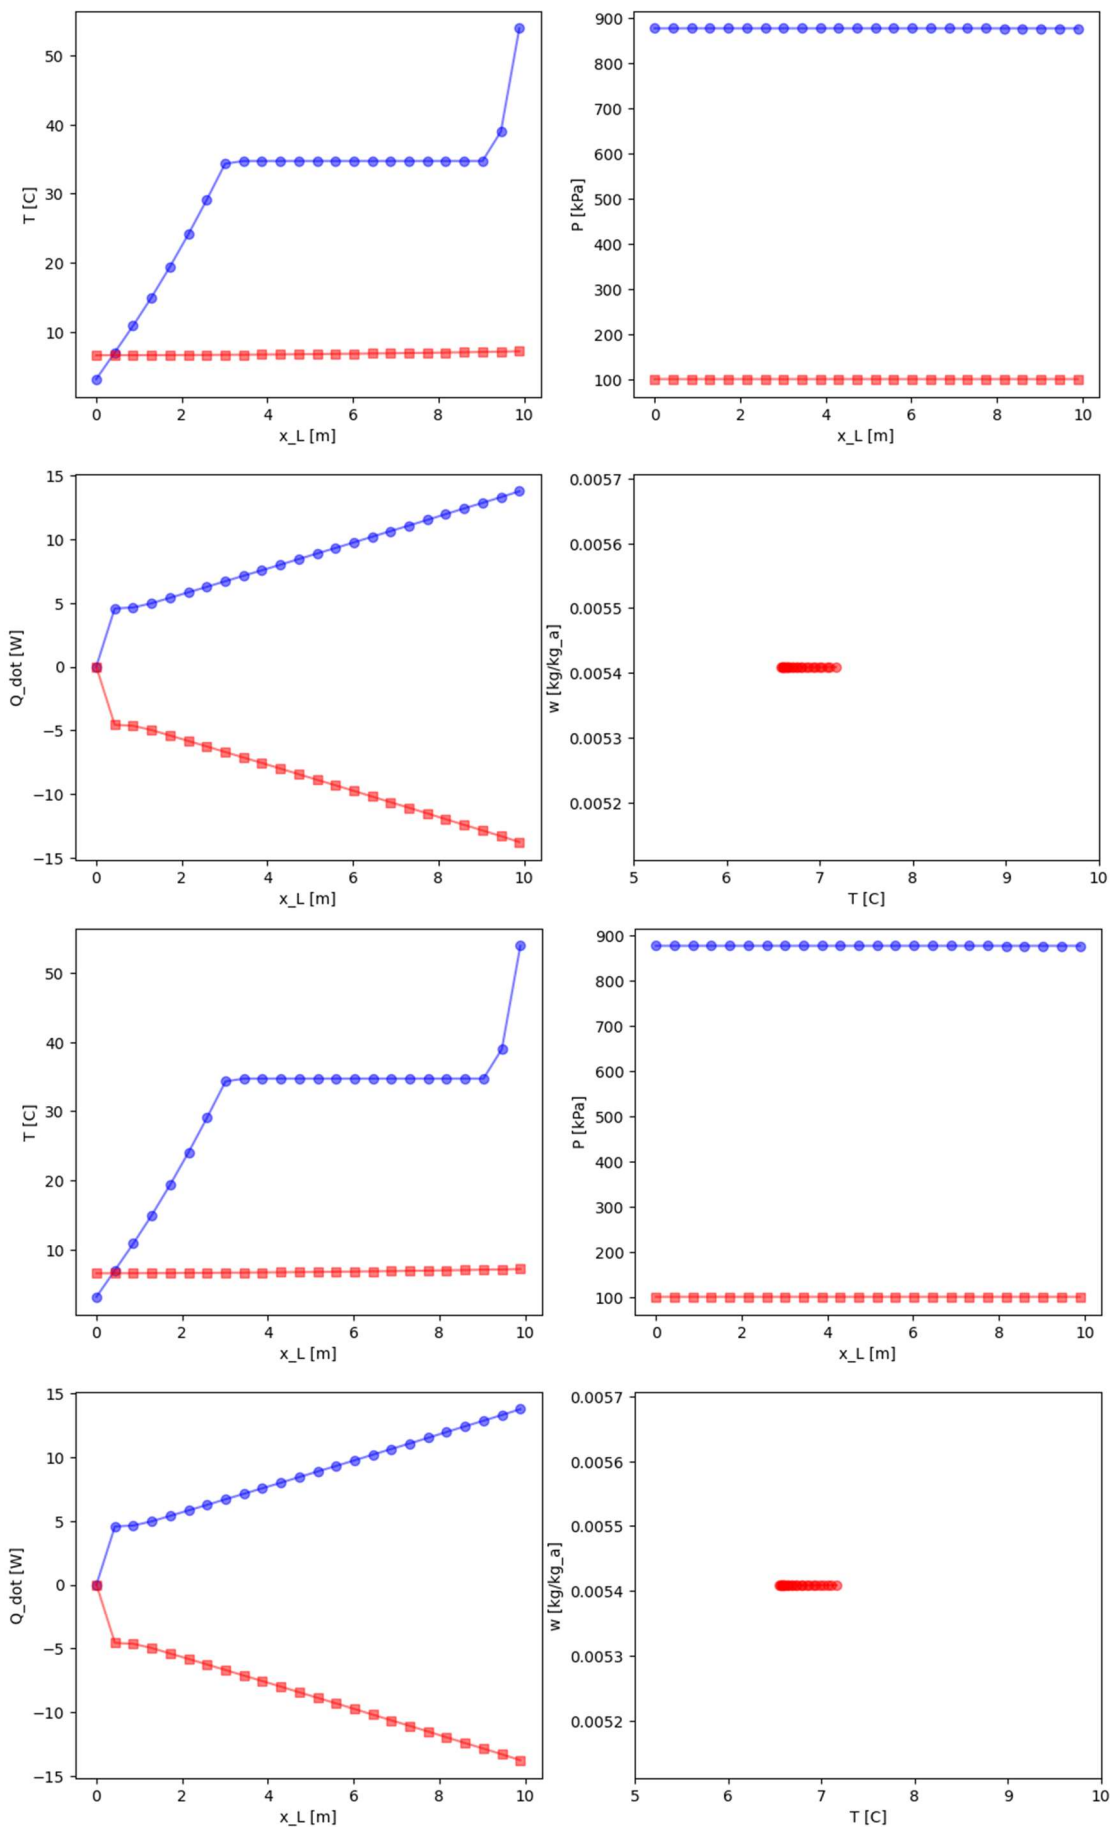 50
40
30
20
10
T [C]
0 2 4 6 8 10
x_L [m]
900
800
700
600
500
400
300
200
100
P [kPa]
0 2 4 6 8 10
x_L [m]
15
10
5
0
−5
−10
−15
Q_dot [W]
0 2 4 6 8 10
x_L [m]
0.0057
0.0056
0.0055
0.0054
0.0053
0.0052
w [kg/kg_a]
5 6 7 8 9 10
T [C]
50
40
30
20
10
T [C]
0 2 4 6 8 10
x_L [m]
900
800
700
600
500
400
300
200
100
P [kPa]
0 2 4 6 8 10
x_L [m]
15
10
5
0
−5
−10
−15
Q_dot [W]
0 2 4 6 8 10
x_L [m]
0.0057
0.0056
0.0055
0.0054
0.0053
0.0052
w [kg/kg_a]
5 6 7 8 9 10
T [C]